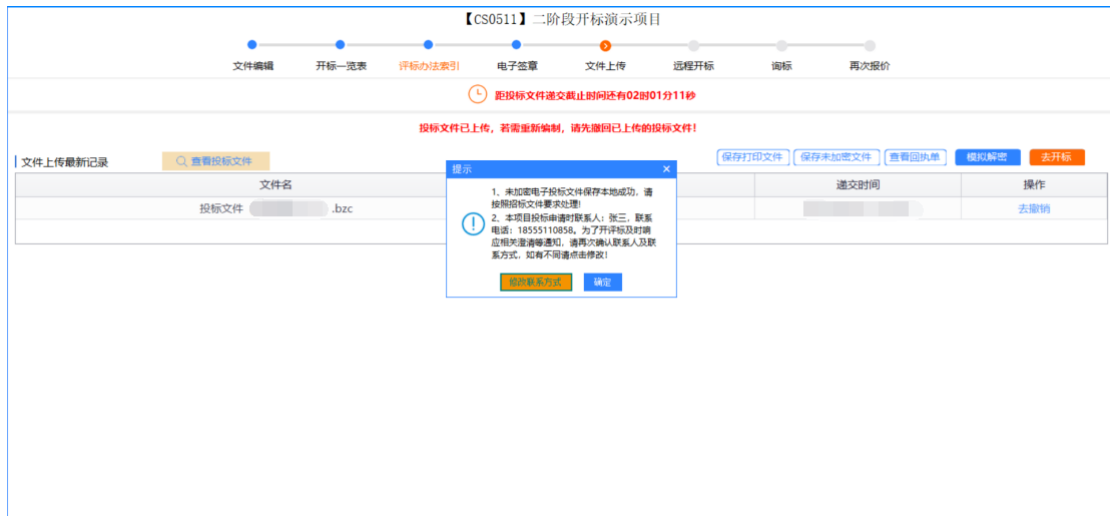 【CS0511】二阶段开标演示项目
文件编辑 开标一览表 评标办法索引 电子签章 文件上传 远程开标 询标 再次报价
距投标文件递交截止时间还有02时01分11秒
投标文件已上传，若需重新编制，请先撤回已上传的投标文件！
文件上传最新记录 查看投标文件 保存打印文件 保存未加密文件 查看回执单 模拟解密 去开标
文件名 递交时间 操作
投标文件 .bzc 去撤销
提示
1、未加密电子投标文件保存本地成功，请
按照招标文件要求处理!
2、本项目投标申请时联系人：张三，联系
电话：18555110858。为了开评标及时响
应相关澄清等通知，请再次确认联系人及联
系方式，如有不同请点击修改！
修改联系方式 确定